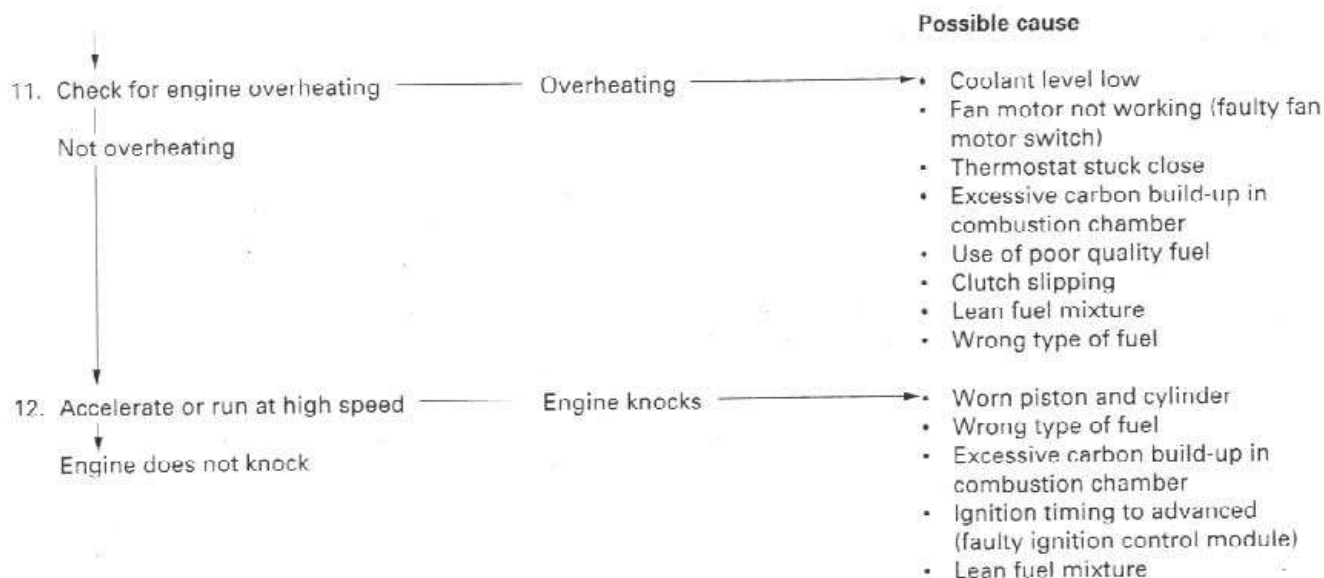 Possible cause
11. Check for engine overheating Overheating • Coolant level low
• Fan motor not working (faulty fan
Not overheating motor switch)
• Thermostat stuck close
• Excessive carbon build-up in
combustion chamber
• Use of poor quality fuel
• Clutch slipping
• Lean fuel mixture
• Wrong type of fuel
12. Accelerate or run at high speed Engine knocks • Worn piston and cylinder
• Wrong type of fuel
Engine does not knock • Excessive carbon build-up in
combustion chamber
• Ignition timing to advanced
(faulty ignition control module)
• Lean fuel mixture